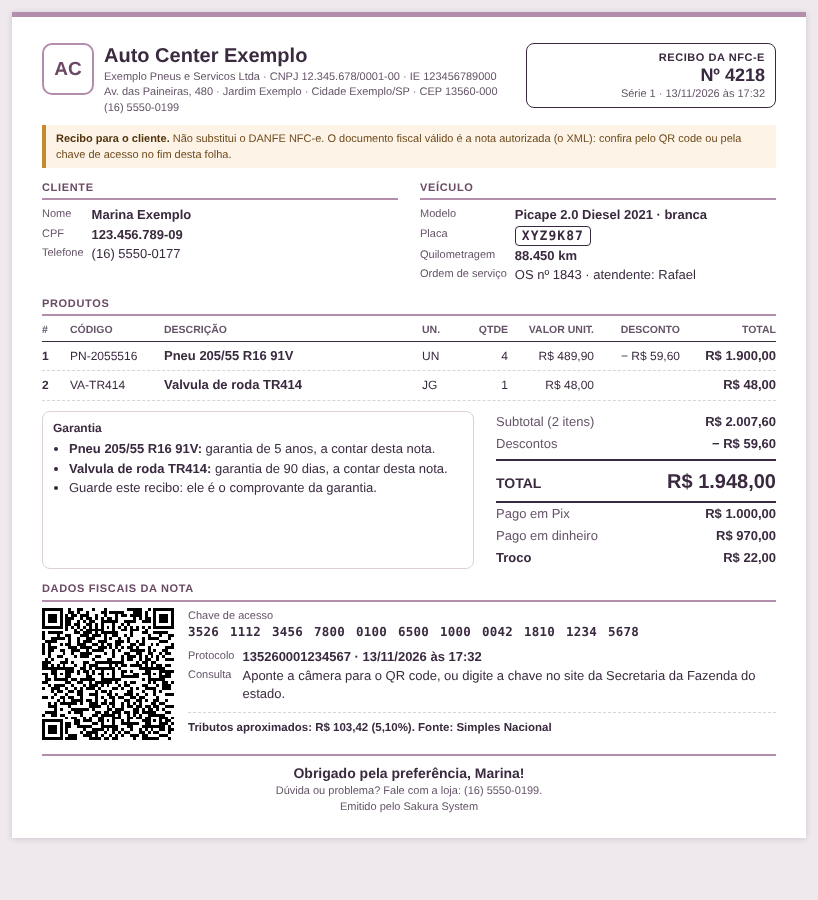 AC
Auto Center Exemplo
Exemplo Pneus e Servicos Ltda · CNPJ 12.345.678/0001-00 · IE 123456789000
Av. das Paineiras, 480 · Jardim Exemplo · Cidade Exemplo/SP · CEP 13560-000
(16) 5550-0199
RECIBO DA NFC-E
Nº 4218
Série 1 · 13/11/2026 às 17:32
Recibo para o cliente. Não substitui o DANFE NFC-e. O documento fiscal válido é a nota autorizada (o XML): confira pelo QR code ou pela
chave de acesso no fim desta folha.
CLIENTE
Nome Marina Exemplo
CPF 123.456.789-09
Telefone (16) 5550-0177
VEÍCULO
Modelo Picape 2.0 Diesel 2021 · branca
Placa XYZ9K87
Quilometragem 88.450 km
Ordem de serviço OS nº 1843 · atendente: Rafael
PRODUTOS
# CÓDIGO DESCRIÇÃO UN. QTDE VALOR UNIT. DESCONTO TOTAL
1 PN-2055516 Pneu 205/55 R16 91V UN 4 R$ 489,90 − R$ 59,60 R$ 1.900,00
2 VA-TR414 Valvula de roda TR414 JG 1 R$ 48,00 R$ 48,00
Garantia
• Pneu 205/55 R16 91V: garantia de 5 anos, a contar desta nota.
• Valvula de roda TR414: garantia de 90 dias, a contar desta nota.
• Guarde este recibo: ele é o comprovante da garantia.
Subtotal (2 itens) R$ 2.007,60
Descontos − R$ 59,60
TOTAL R$ 1.948,00
Pago em Pix R$ 1.000,00
Pago em dinheiro R$ 970,00
Troco R$ 22,00
DADOS FISCAIS DA NOTA
Chave de acesso
3526 1112 3456 7800 0100 6500 1000 0042 1810 1234 5678
Protocolo 135260001234567 · 13/11/2026 às 17:32
Consulta Aponte a câmera para o QR code, ou digite a chave no site da Secretaria da Fazenda do
estado.
Tributos aproximados: R$ 103,42 (5,10%). Fonte: Simples Nacional
Obrigado pela preferência, Marina!
Dúvida ou problema? Fale com a loja: (16) 5550-0199.
Emitido pelo Sakura System